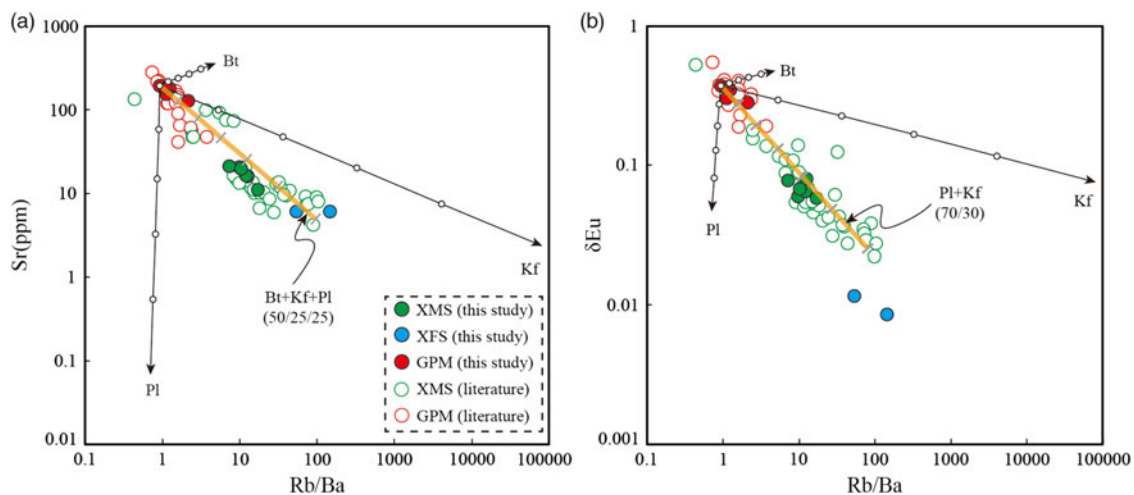 (a)
1000
100
10
1
0.1
0.01
Sr(ppm)
Bt
Kf
Pl
Bt+Kf+Pl
(50/25/25)
XMS (this study)
XFS (this study)
GPM (this study)
XMS (literature)
GPM (literature)
0.1 1 10 100 1000 10000 100000
Rb/Ba
(b)
1
0.1
0.01
0.001
δEu
Bt
Kf
Pl
Pl+Kf
(70/30)
0.1 1 10 100 1000 10000 100000
Rb/Ba